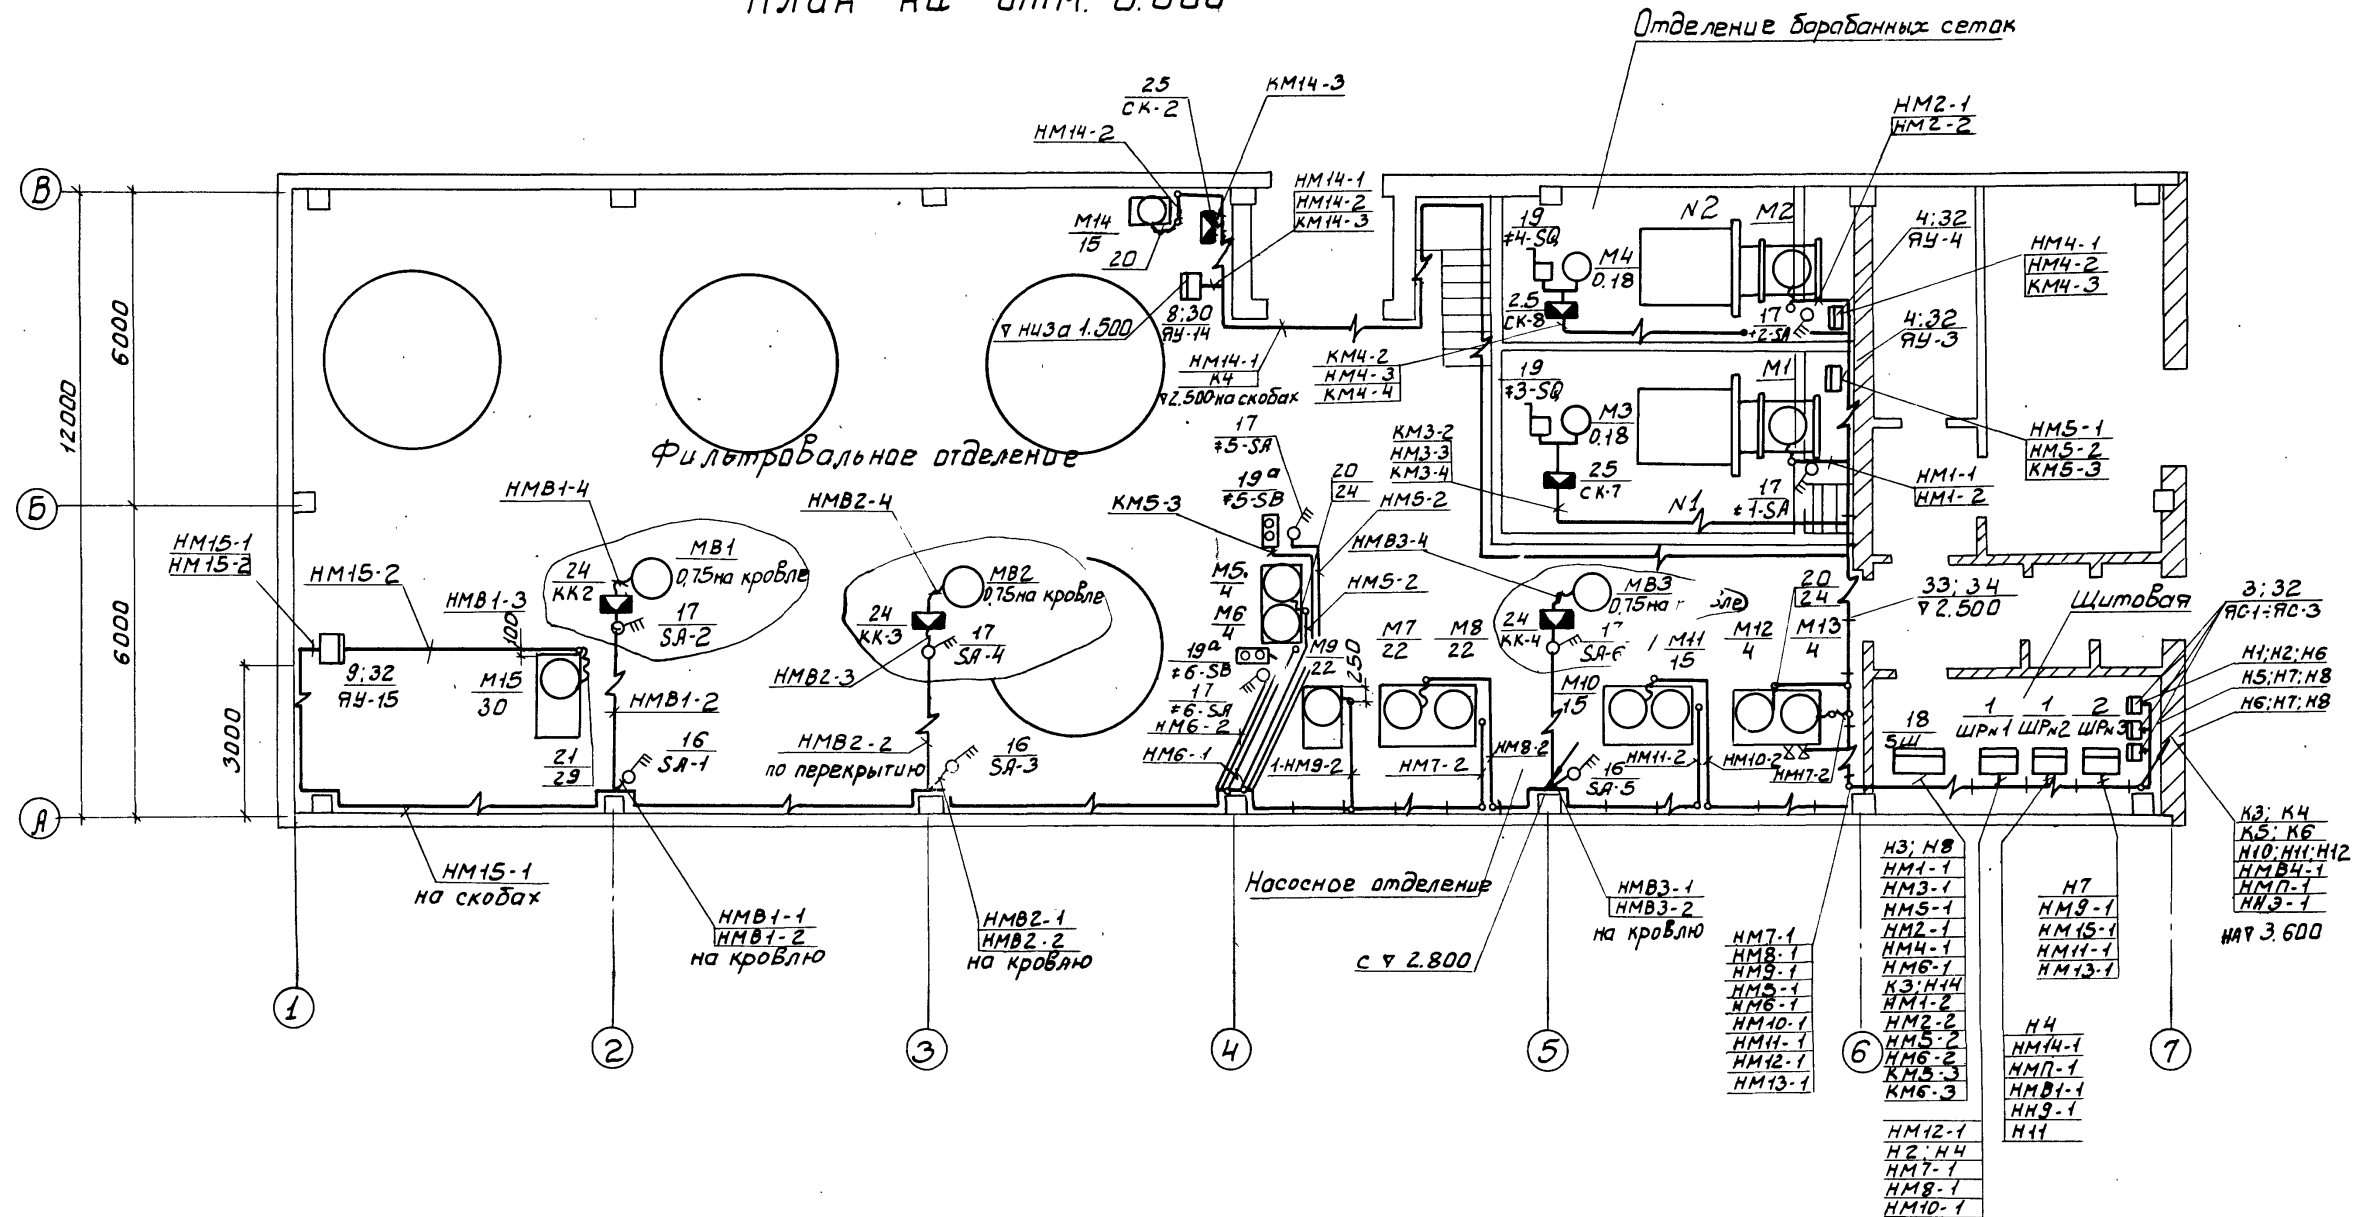 План на отм. 0.000
Отделение барабанных сеток
25
СК-2
КМ14-3
НМ14-2
НМ2-1
НМ2-2
В
НМ14-1
НМ14-2
КМ14-3
М14
15
20
19
‡4-SQ
М4
0.18
N2
М2
4;32
ЯУ-4
НМ4-1
НМ4-2
КМ4-3
∇ низа 1.500
8;30
ЯУ-14
2.5
СК-8
17
‡2-SA
4;32
ЯУ-3
6000
12000
НМ14-1
К4
∇2.500 на скобах
КМ4-2
НМ4-3
КМ4-4
19
‡3-SQ
М3
0.18
М1
17
‡5-SA
КМ3-2
НМ3-3
КМ3-4
НМ5-1
НМ5-2
КМ5-3
Фильтровальное отделение
25
СК-7
N1
17
‡1-SA
НМ1-1
НМ1-2
Б
НМВ1-4
НМВ2-4
КМ5-3
19а
‡5-SB
20
24
НМ5-2
НМ15-1
НМ15-2
НМ15-2
НМВ1-3
100
24
КК2
МВ1
0,75 на кровле
17
SA-2
24
КК-3
МВ2
0.75 на кровле
17
SA-4
М5
4
М6
4
НМВ3-4
НМ5-2
24
КК-4
МВ3
SA-6
20
24
33; 34
∇ 2.500
Щитовая
3;32
ЯС-1÷ЯС-3
6000
3000
9;32
ЯУ-15
М15
30
НМВ1-2
НМВ2-3
19а
‡6-SB
17
‡6-SA
НМ6-2
НМ6-1
М9
22
250
М7
22
М8
22
М10
15
М11
15
М12
4
М13
4
Н1;Н2;Н6
Н5;Н7;Н8
Н6;Н7;Н8
21
29
16
SA-1
НМВ2-2
по перекрытию
16
SA-3
1-НМ9-2
НМ7-2
НМ8-2
16
SA-5
НМ11-2
НМ10-2
НМ17-2
18
5Щ
1
ШР№1
1
ШР№2
2
ШР№3
А
НМ15-1
на скобах
НМВ1-1
НМВ1-2
на кровлю
НМВ2-1
НМВ2-2
на кровлю
Насосное отделение
с ∇ 2.800
НМВ3-1
НМВ3-2
на кровлю
НМ7-1
НМ8-1
НМ9-1
НМ5-1
НМ6-1
НМ10-1
НМ11-1
НМ12-1
НМ13-1
Н3; Н8
НМ1-1
НМ3-1
НМ5-1
НМ2-1
НМ4-1
НМ6-1
К3;Н14
НМ1-2
НМ2-2
НМ5-2
НМ6-2
КМ5-3
КМ6-3
НМ12-1
Н2; Н4
НМ7-1
НМ8-1
НМ10-1
Н4
НМ14-1
НМП-1
НМВ1-1
НН9-1
Н11
Н7
НМ9-1
НМ15-1
НМ11-1
НМ13-1
К3; К4
К5; К6
Н10;Н11;Н12
НМВ4-1
НМП-1
ННЭ-1
НА∇ 3.600
1
2
3
4
5
6
7